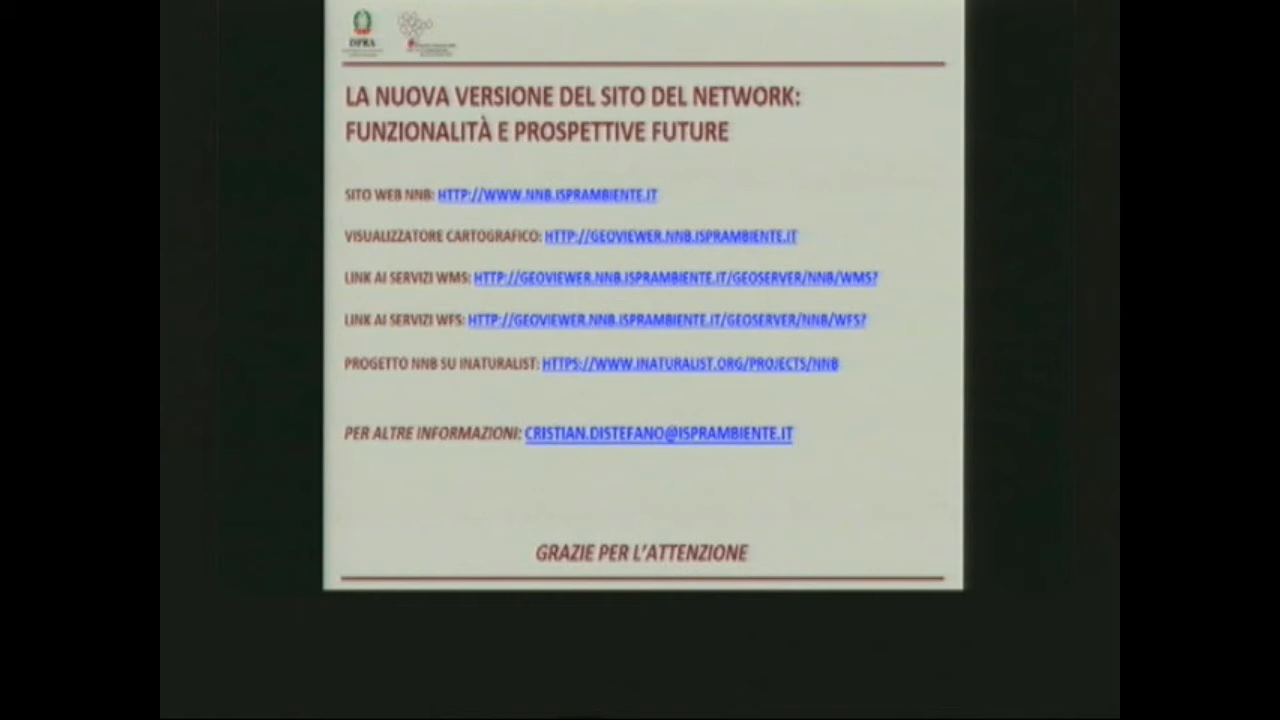 LA NUOVA VERSIONE DEL SITO DEL NETWORK:
FUNZIONALITÀ E PROSPETTIVE FUTURE
SITO WEB NNB: HTTP://WWW.NNB.ISPRAMBIENTE.IT
VISUALIZZATORE CARTOGRAFICO: HTTP://GEOVIEWER.NNB.ISPRAMBIENTE.IT
LINK AI SERVIZI WMS: HTTP://GEOVIEWER.NNB.ISPRAMBIENTE.IT/GEOSERVER/NNB/WMS?
LINK AI SERVIZI WFS: HTTP://GEOVIEWER.NNB.ISPRAMBIENTE.IT/GEOSERVER/NNB/WFS?
PROGETTO NNB SU INATURALIST: HTTPS://WWW.INATURALIST.ORG/PROJECTS/NNB
PER ALTRE INFORMAZIONI: CRISTIAN.DISTEFANO@ISPRAMBIENTE.IT
GRAZIE PER L'ATTENZIONE